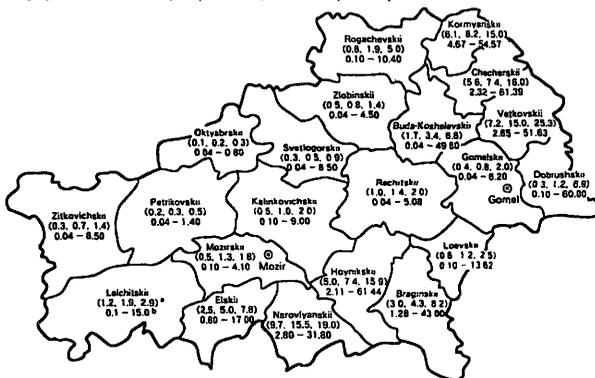 Kormyanskii
(6.1, 8.2, 15.0)
4.67 – 54.57
Rogachevskii
(0.8, 1.9, 5.0)
0.10 – 10.40
Checherskii
(5.6, 7.4, 16.0)
2.32 – 61.39
Zlobinskii
(0.5, 0.8, 1.4)
0.04 – 4.50
Vetkovskii
(7.2, 15.0, 25.3)
2.65 – 51.63
Buda-Koshalevskii
(1.7, 3.4, 6.8)
0.04 – 49.80
Oktyabrskii
(0.1, 0.2, 0.3)
0.04 – 0.80
Svetlogorskii
(0.3, 0.5, 0.9)
0.04 – 6.50
Gomelskii
(0.4, 0.8, 2.0)
0.04 – 6.20
Gomel
Dobrushskii
(0.3, 1.2, 6.9)
0.10 – 60.00
Rechitskii
(1.0, 1.4, 2.0)
0.04 – 5.08
Zitkovichskii
(0.3, 0.7, 1.4)
0.04 – 8.50
Petrikovskii
(0.2, 0.3, 0.5)
0.04 – 1.40
Kalinkovichskii
(0.5, 1.0, 2.0)
0.10 – 9.00
Mozirskii
(0.5, 1.3, 1.8)
0.10 – 4.10
Mozir
Loevskii
(0.8, 1.2, 2.5)
0.10 – 13.62
Hoynikskii
(5.0, 7.4, 15.9)
2.11 – 61.44
Lelchitskii
(1.2, 1.9, 2.9) a
0.1 – 15.0 b
Elskii
(2.5, 5.0, 7.8)
0.80 – 17.00
Narovlyanskii
(9.7, 15.5, 19.0)
2.80 – 31.80
Braginskii
(3.0, 4.3, 8.2)
1.28 – 43.00